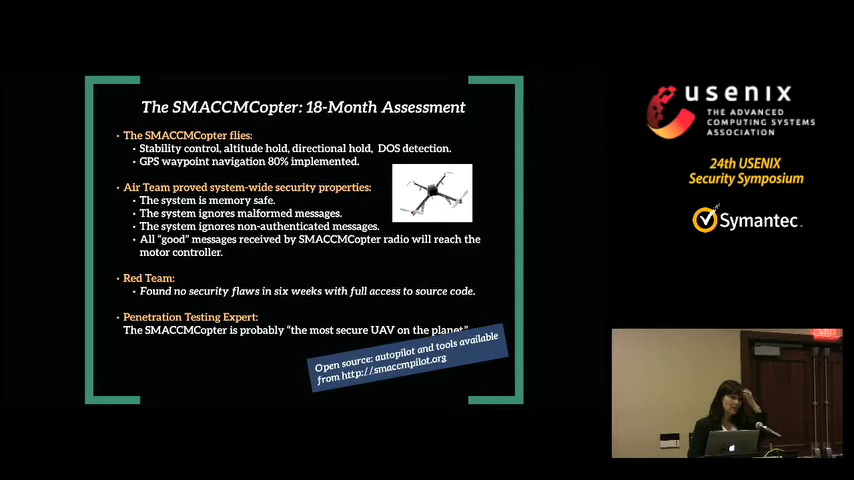 The SMACCMCopter: 18-Month Assessment
• The SMACCMCopter flies:
• Stability control, altitude hold, directional hold, DOS detection.
• GPS waypoint navigation 80% implemented.
• Air Team proved system-wide security properties:
• The system is memory safe.
• The system ignores malformed messages.
• The system ignores non-authenticated messages.
• All “good” messages received by SMACCMCopter radio will reach the
motor controller.
• Red Team:
• Found no security flaws in six weeks with full access to source code.
• Penetration Testing Expert:
The SMACCMCopter is probably “the most secure UAV on the planet.”
Open source: autopilot and tools available
from http://smaccmpilot.org
usenix
THE ADVANCED
COMPUTING SYSTEMS
ASSOCIATION
24th USENIX
Security Symposium
Symantec.